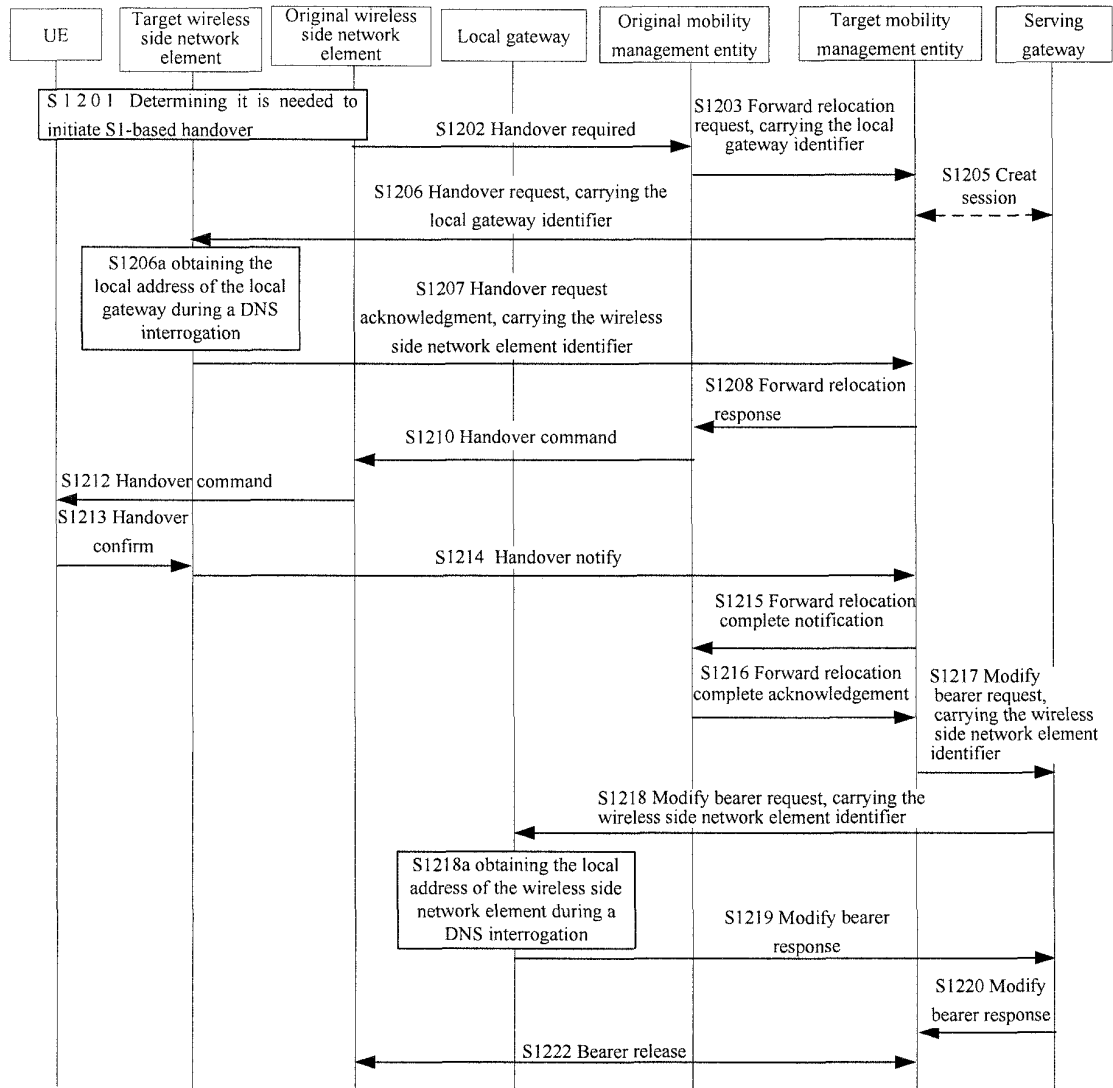 UE
Target wireless
side network
element
Original wireless
side network
element
Local gateway
Original mobility
management entity
Target mobility
management entity
Serving
gateway
S1201 Determining it is needed to
initiate S1-based handover
S1202 Handover required
S1203 Forward relocation
request, carrying the local
gateway identifier
S1205 Creat
session
S1206 Handover request, carrying the
local gateway identifier
S1206a obtaining the
local address of the local
gateway during a DNS
interrogation
S1207 Handover request
acknowledgment, carrying the wireless
side network element identifier
S1208 Forward relocation
response
S1210 Handover command
S1212 Handover command
S1213 Handover
confirm
S1214 Handover notify
S1215 Forward relocation
complete notification
S1216 Forward relocation
complete acknowledgement
S1217 Modify
bearer request,
carrying the wireless
side network element
identifier
S1218 Modify bearer request, carrying the
wireless side network element identifier
S1218a obtaining the local
address of the wireless side
network element during a
DNS interrogation
S1219 Modify bearer
response
S1220 Modify
bearer response
S1222 Bearer release